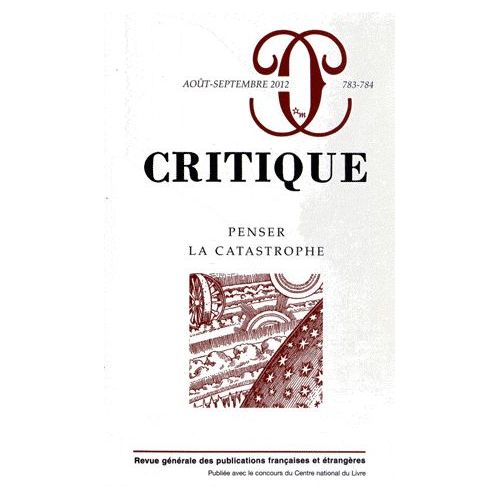 AOÛT-SEPTEMBRE 2012 783-784
m
CRITIQUE
PENSER
LA CATASTROPHE
Revue générale des publications françaises et étrangères
Publiée avec le concours du Centre national du Livre